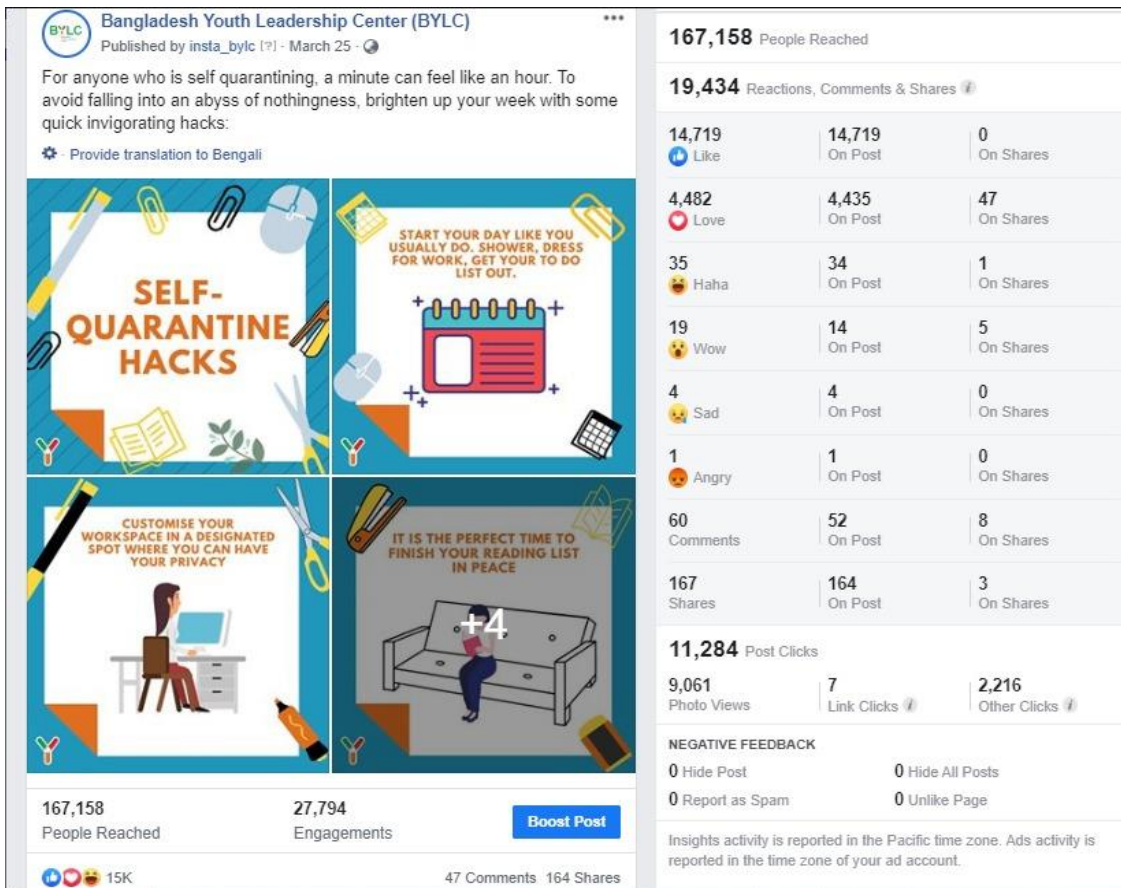 BYLC
Bangladesh Youth Leadership Center (BYLC)
Published by insta_bylc [?] · March 25 ·
For anyone who is self quarantining, a minute can feel like an hour. To
avoid falling into an abyss of nothingness, brighten up your week with some
quick invigorating hacks:
· Provide translation to Bengali
SELF-
QUARANTINE
HACKS
START YOUR DAY LIKE YOU
USUALLY DO. SHOWER, DRESS
FOR WORK, GET YOUR TO DO
LIST OUT.
CUSTOMISE YOUR
WORKSPACE IN A DESIGNATED
SPOT WHERE YOU CAN HAVE
YOUR PRIVACY
IT IS THE PERFECT TIME TO
FINISH YOUR READING LIST
IN PEACE
+4
167,158 27,794
People Reached Engagements
Boost Post
15K 47 Comments 164 Shares
167,158 People Reached
19,434 Reactions, Comments & Shares
14,719 14,719 0
Like On Post On Shares
4,482 4,435 47
Love On Post On Shares
35 34 1
Haha On Post On Shares
19 14 5
Wow On Post On Shares
4 4 0
Sad On Post On Shares
1 1 0
Angry On Post On Shares
60 52 8
Comments On Post On Shares
167 164 3
Shares On Post On Shares
11,284 Post Clicks
9,061 7 2,216
Photo Views Link Clicks Other Clicks
NEGATIVE FEEDBACK
0 Hide Post 0 Hide All Posts
0 Report as Spam 0 Unlike Page
Insights activity is reported in the Pacific time zone. Ads activity is
reported in the time zone of your ad account.